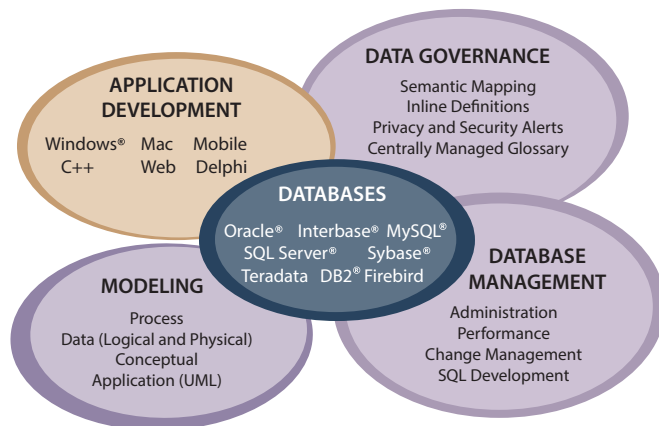 APPLICATION
DEVELOPMENT
Windows® Mac Mobile
C++ Web Delphi
DATA GOVERNANCE
Semantic Mapping
Inline Definitions
Privacy and Security Alerts
Centrally Managed Glossary
DATABASES
Oracle® Interbase® MySQL®
SQL Server® Sybase®
Teradata DB2® Firebird
MODELING
Process
Data (Logical and Physical)
Conceptual
Application (UML)
DATABASE
MANAGEMENT
Administration
Performance
Change Management
SQL Development